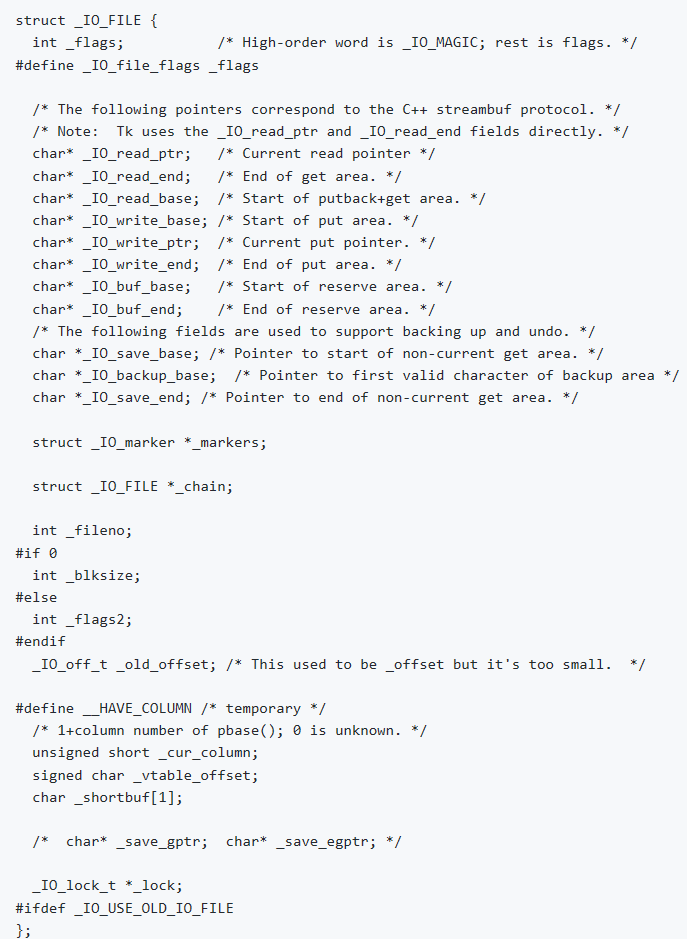 struct _IO_FILE {
  int _flags;           /* High-order word is _IO_MAGIC; rest is flags. */
#define _IO_file_flags _flags

  /* The following pointers correspond to the C++ streambuf protocol. */
  /* Note:  Tk uses the _IO_read_ptr and _IO_read_end fields directly. */
  char* _IO_read_ptr;   /* Current read pointer */
  char* _IO_read_end;   /* End of get area. */
  char* _IO_read_base;  /* Start of putback+get area. */
  char* _IO_write_base; /* Start of put area. */
  char* _IO_write_ptr;  /* Current put pointer. */
  char* _IO_write_end;  /* End of put area. */
  char* _IO_buf_base;   /* Start of reserve area. */
  char* _IO_buf_end;    /* End of reserve area. */
  /* The following fields are used to support backing up and undo. */
  char *_IO_save_base; /* Pointer to start of non-current get area. */
  char *_IO_backup_base;  /* Pointer to first valid character of backup area */
  char *_IO_save_end; /* Pointer to end of non-current get area. */

  struct _IO_marker *_markers;

  struct _IO_FILE *_chain;

  int _fileno;
#if 0
  int _blksize;
#else
  int _flags2;
#endif
  _IO_off_t _old_offset; /* This used to be _offset but it's too small.  */

#define __HAVE_COLUMN /* temporary */
  /* 1+column number of pbase(); 0 is unknown. */
  unsigned short _cur_column;
  signed char _vtable_offset;
  char _shortbuf[1];

  /*  char* _save_gptr;  char* _save_egptr; */

  _IO_lock_t *_lock;
#ifdef _IO_USE_OLD_IO_FILE
};